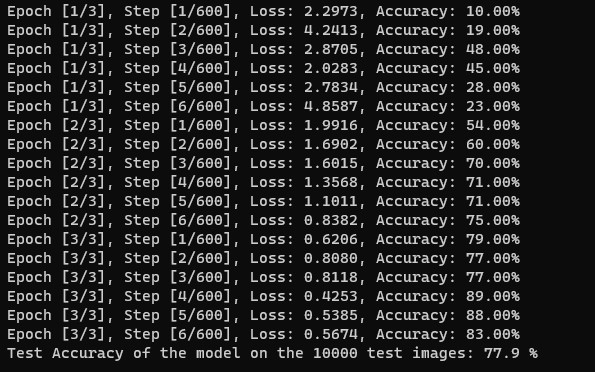 Epoch [1/3], Step [1/600], Loss: 2.2973, Accuracy: 10.00%
Epoch [1/3], Step [2/600], Loss: 4.2413, Accuracy: 19.00%
Epoch [1/3], Step [3/600], Loss: 2.8705, Accuracy: 48.00%
Epoch [1/3], Step [4/600], Loss: 2.0283, Accuracy: 45.00%
Epoch [1/3], Step [5/600], Loss: 2.7834, Accuracy: 28.00%
Epoch [1/3], Step [6/600], Loss: 4.8587, Accuracy: 23.00%
Epoch [2/3], Step [1/600], Loss: 1.9916, Accuracy: 54.00%
Epoch [2/3], Step [2/600], Loss: 1.6902, Accuracy: 60.00%
Epoch [2/3], Step [3/600], Loss: 1.6015, Accuracy: 70.00%
Epoch [2/3], Step [4/600], Loss: 1.3568, Accuracy: 71.00%
Epoch [2/3], Step [5/600], Loss: 1.1011, Accuracy: 71.00%
Epoch [2/3], Step [6/600], Loss: 0.8382, Accuracy: 75.00%
Epoch [3/3], Step [1/600], Loss: 0.6206, Accuracy: 79.00%
Epoch [3/3], Step [2/600], Loss: 0.8080, Accuracy: 77.00%
Epoch [3/3], Step [3/600], Loss: 0.8118, Accuracy: 77.00%
Epoch [3/3], Step [4/600], Loss: 0.4253, Accuracy: 89.00%
Epoch [3/3], Step [5/600], Loss: 0.5385, Accuracy: 88.00%
Epoch [3/3], Step [6/600], Loss: 0.5674, Accuracy: 83.00%
Test Accuracy of the model on the 10000 test images: 77.9 %